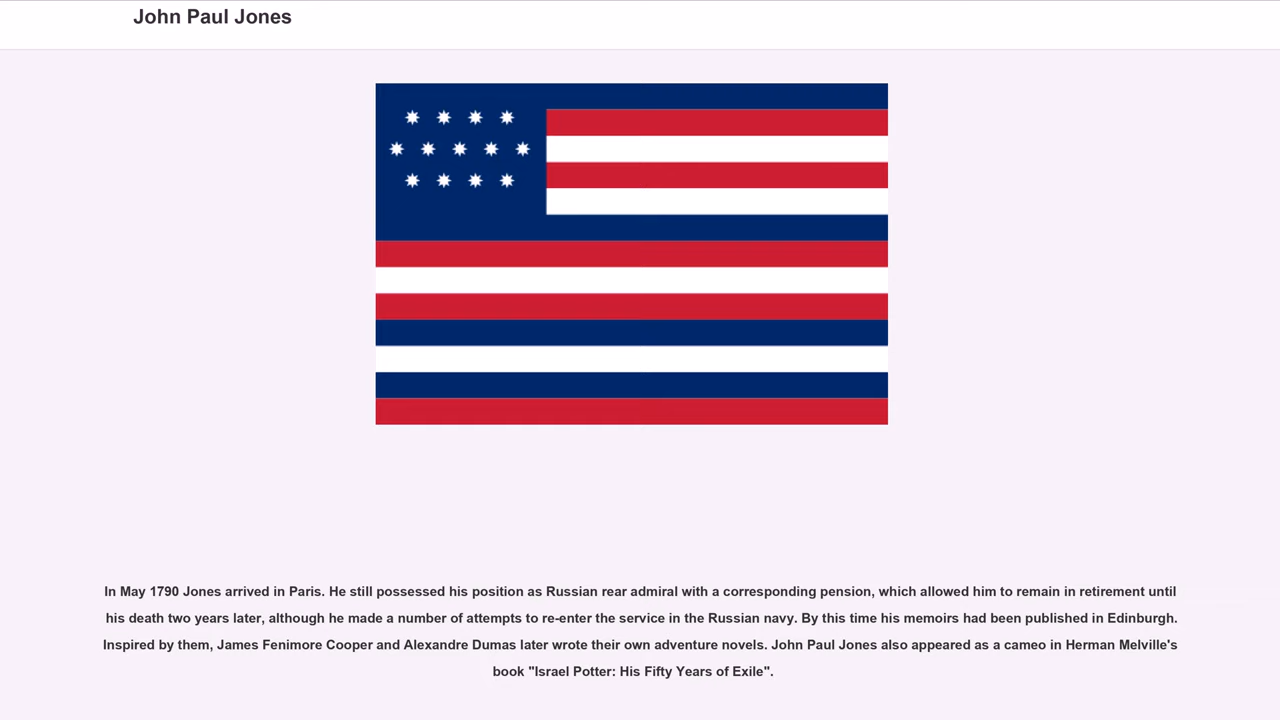 John Paul Jones
In May 1790 Jones arrived in Paris. He still possessed his position as Russian rear admiral with a corresponding pension, which allowed him to remain in retirement until
his death two years later, although he made a number of attempts to re-enter the service in the Russian navy. By this time his memoirs had been published in Edinburgh.
Inspired by them, James Fenimore Cooper and Alexandre Dumas later wrote their own adventure novels. John Paul Jones also appeared as a cameo in Herman Melville's
book "Israel Potter: His Fifty Years of Exile".